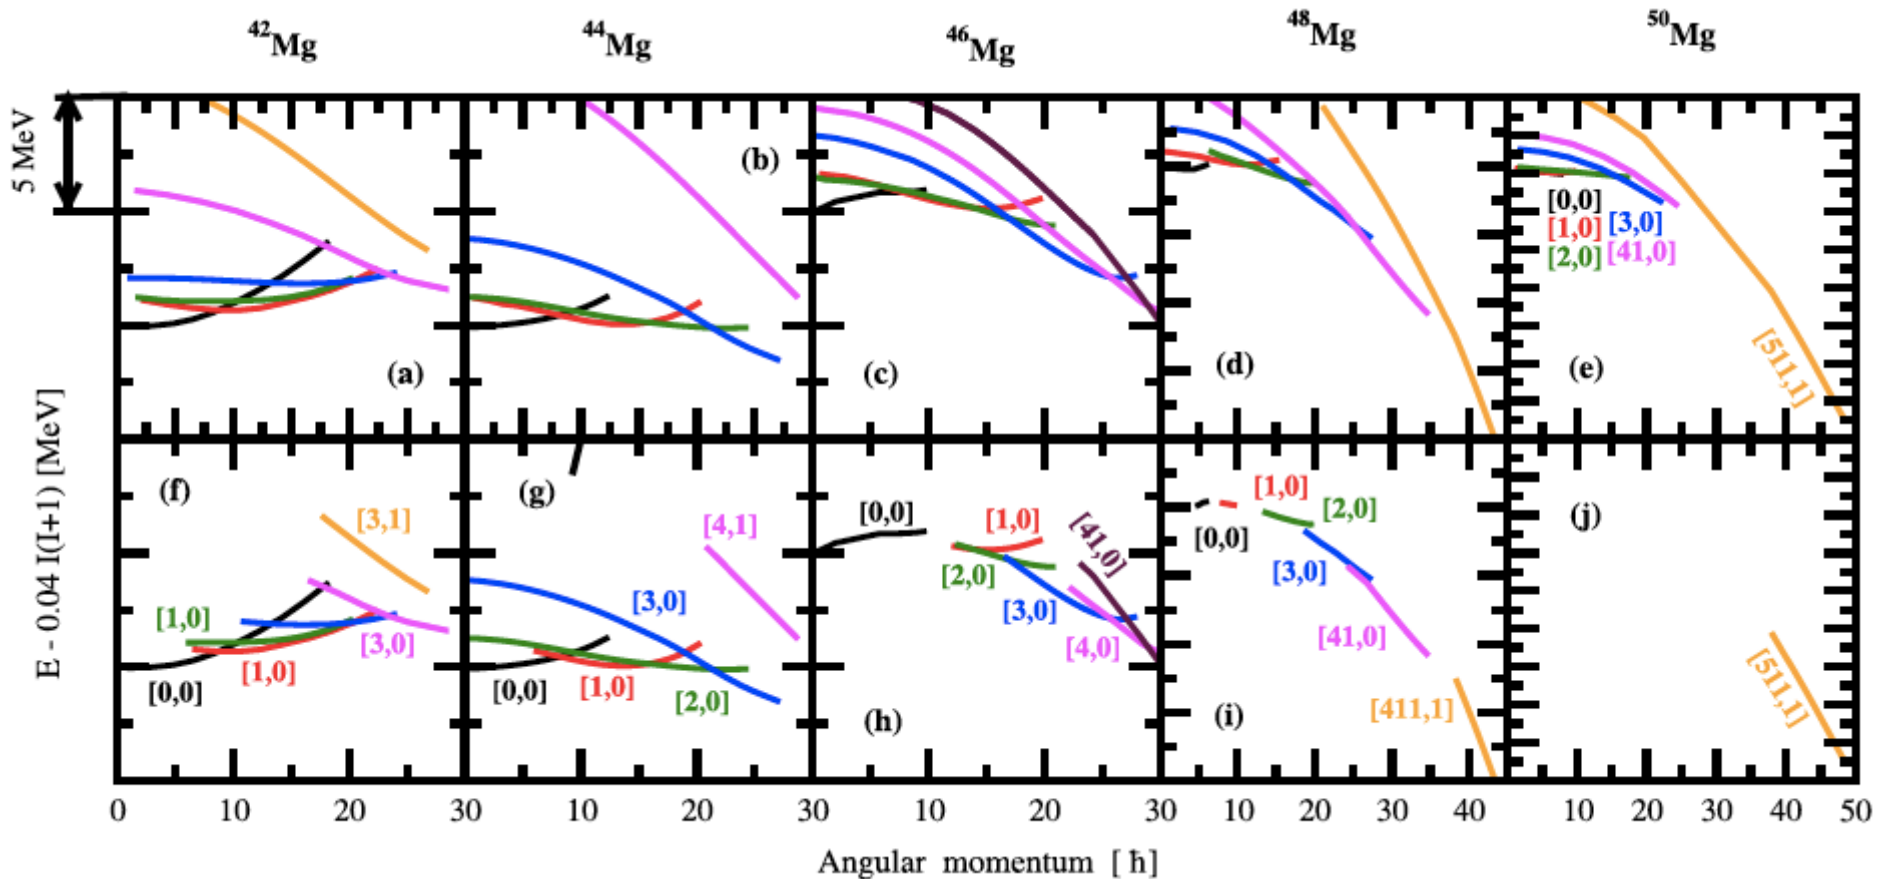 42Mg 44Mg 46Mg 48Mg 50Mg
5 MeV
E - 0.04 I(I+1) [MeV]
(a)
(b)
(c)
(d)
(e)
[0,0]
[1,0] [3,0]
[2,0] [41,0]
[511,1]
(f)
[3,1]
[1,0]
[3,0]
[1,0]
[0,0]
(g)
[4,1]
[3,0]
[0,0] [1,0] [2,0]
[0,0] [1,0] [41,0]
[2,0]
[3,0]
[4,0]
(h)
[1,0]
[2,0]
[0,0]
[3,0]
[41,0]
[411,1]
(i)
(j)
[511,1]
0 10 20 30 10 20 30 10 20 30 10 20 30 40 10 20 30 40 50
Angular momentum [ ħ]